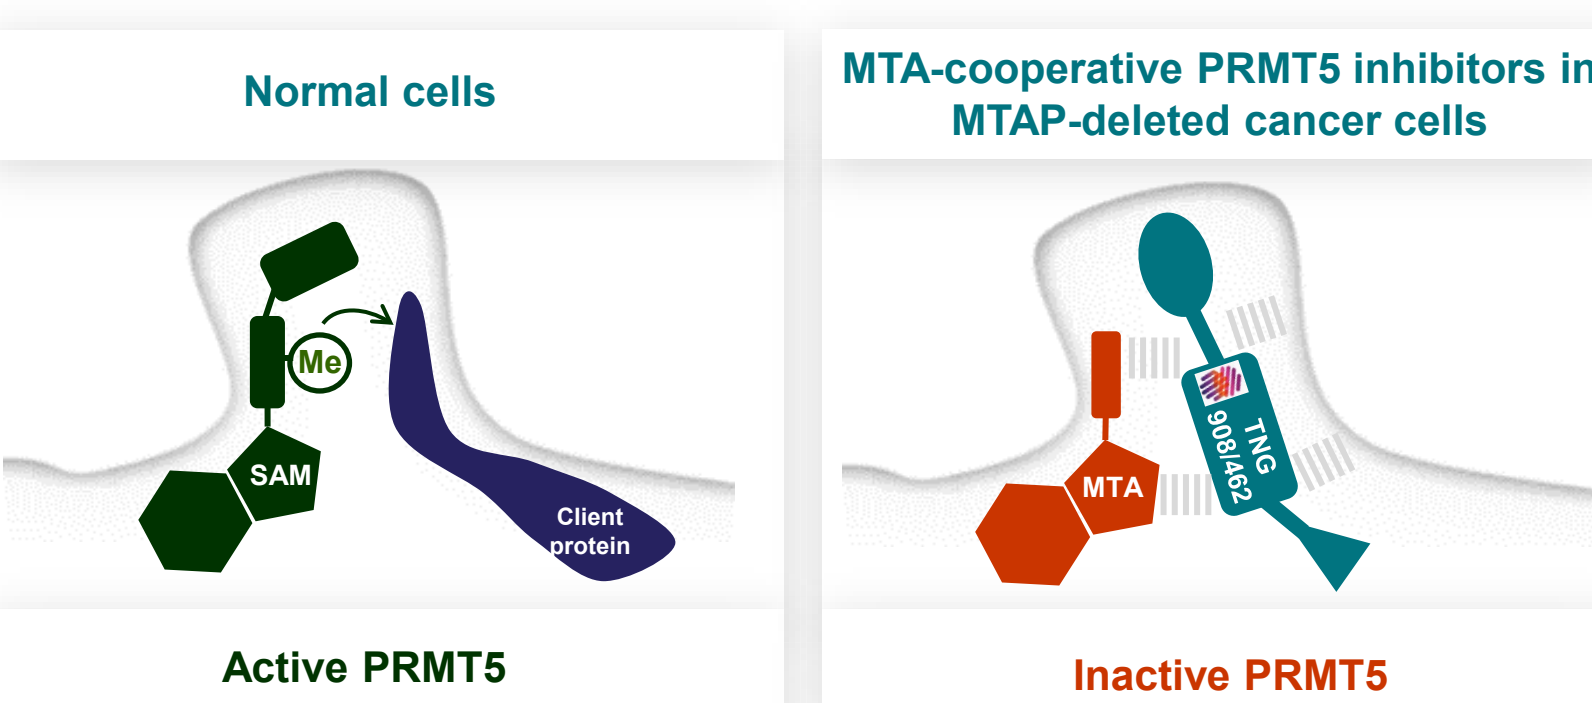 Normal cells
Me
SAM
Client
protein
Active PRMT5
MTA-cooperative PRMT5 inhibitors in
MTAP-deleted cancer cells
TNG
908/462
MTA
Inactive PRMT5